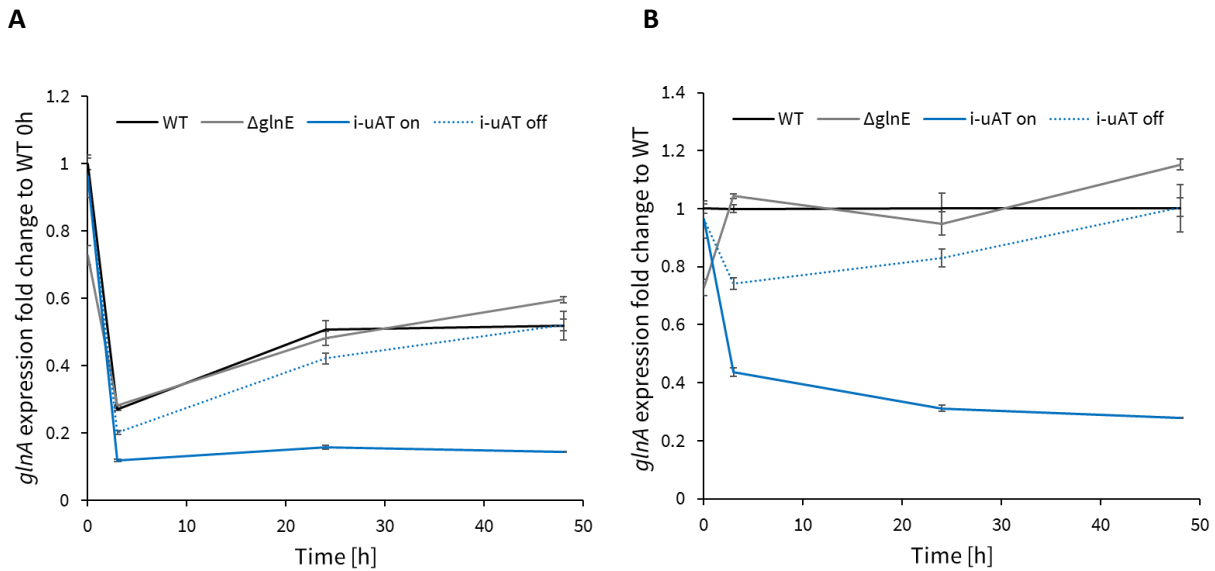 A
glnA expression fold change to WT 0h
WT ΔglnE i-uAT on i-uAT off
1.2
1
0.8
0.6
0.4
0.2
0
0 10 20 30 40 50
Time [h]
B
glnA expression fold change to WT
WT ΔglnE i-uAT on i-uAT off
1.4
1.2
1
0.8
0.6
0.4
0.2
0
0 10 20 30 40 50
Time [h]